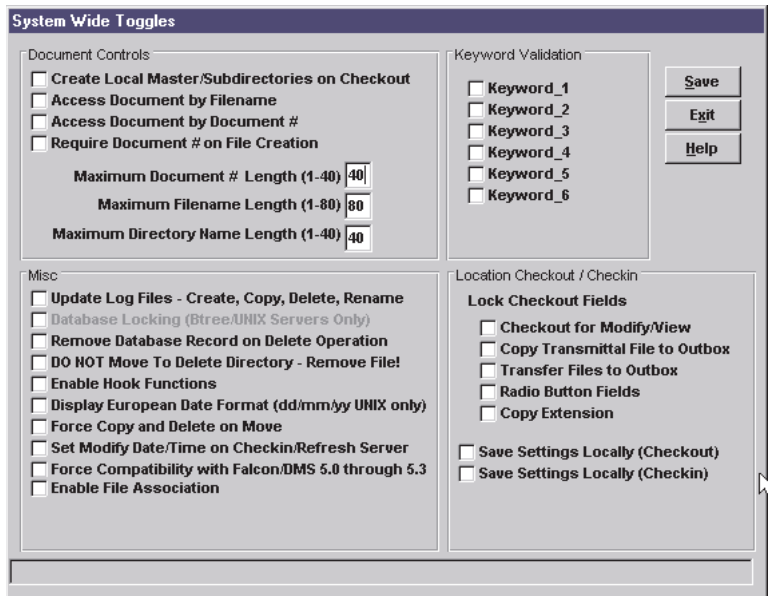 System Wide Toggles
Document Controls
Create Local Master/Subdirectories on Checkout
Access Document by Filename
Access Document by Document #
Require Document # on File Creation
Maximum Document # Length (1-40) 40
Maximum Filename Length (1-80) 80
Maximum Directory Name Length (1-40) 40
Keyword Validation
Keyword_1
Keyword_2
Keyword_3
Keyword_4
Keyword_5
Keyword_6
Save
Exit
Help
Misc
Update Log Files - Create, Copy, Delete, Rename
Database Locking (Btree/UNIX Servers Only)
Remove Database Record on Delete Operation
DO NOT Move To Delete Directory - Remove File!
Enable Hook Functions
Display European Date Format (dd/mm/yy UNIX only)
Force Copy and Delete on Move
Set Modify Date/Time on Checkin/Refresh Server
Force Compatibility with Falcon/DMS 5.0 through 5.3
Enable File Association
Location Checkout / Checkin
Lock Checkout Fields
Checkout for Modify/View
Copy Transmittal File to Outbox
Transfer Files to Outbox
Radio Button Fields
Copy Extension
Save Settings Locally (Checkout)
Save Settings Locally (Checkin)